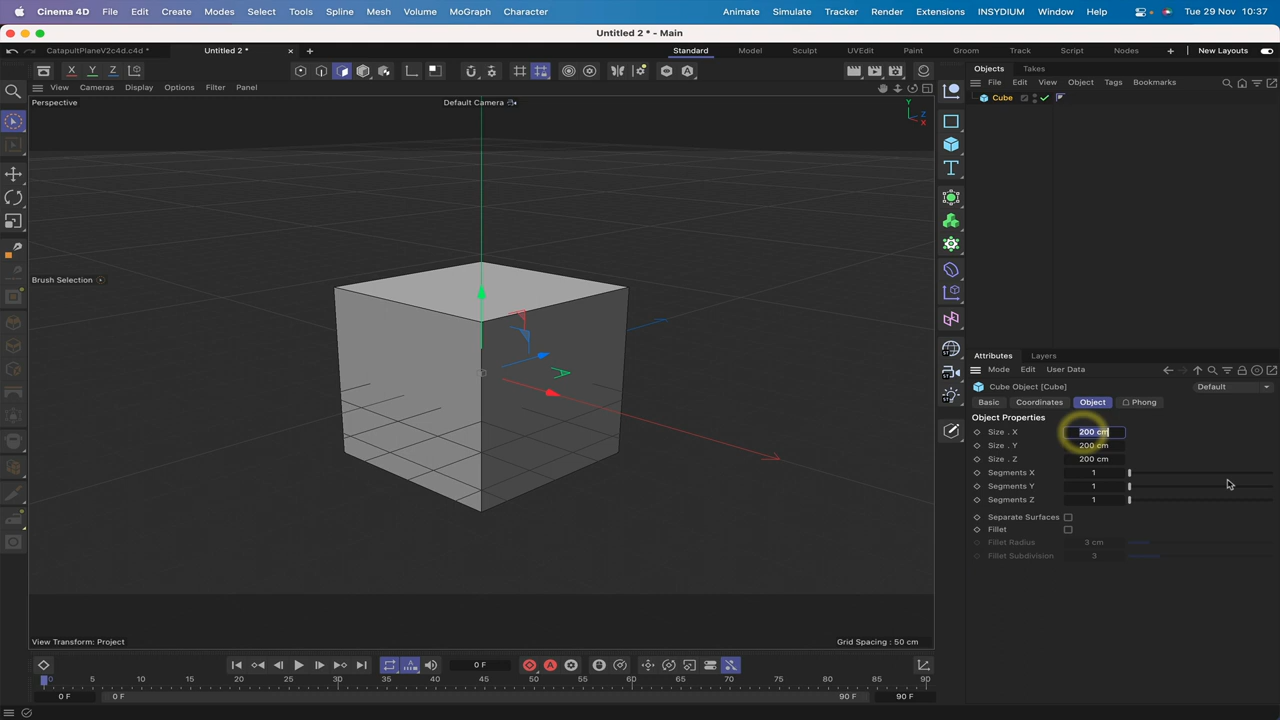 Cinema 4D File Edit Create Modes Select Tools Spline Mesh Volume MoGraph Character Animate Simulate Tracker Render Extensions INSYDIUM Window Help Tue 29 Nov 10:37
Untitled 2 * - Main
CatapultPlaneV2c4d.c4d * Untitled 2 * Standard Model Sculpt UVEdit Paint Groom Track Script Nodes New Layouts
X Y Z
Objects Takes
View Cameras Display Options Filter Panel
File Edit View Object Tags Bookmarks
Perspective Default Camera
Cube
Y
Z
X
Brush Selection
Attributes Layers
Mode Edit User Data
Cube Object [Cube] Default
Basic Coordinates Object Phong
Object Properties
Size . X 200 cm
Size . Y 200 cm
Size . Z 200 cm
Segments X 1
Segments Y 1
Segments Z 1
Separate Surfaces
Fillet
Fillet Radius 3 cm
Fillet Subdivision 3
View Transform: Project Grid Spacing : 50 cm
0 F
0 5 10 15 20 25 30 35 40 45 50 55 60 65 70 75 80 85 90
0 F 0 F 90 F 90 F